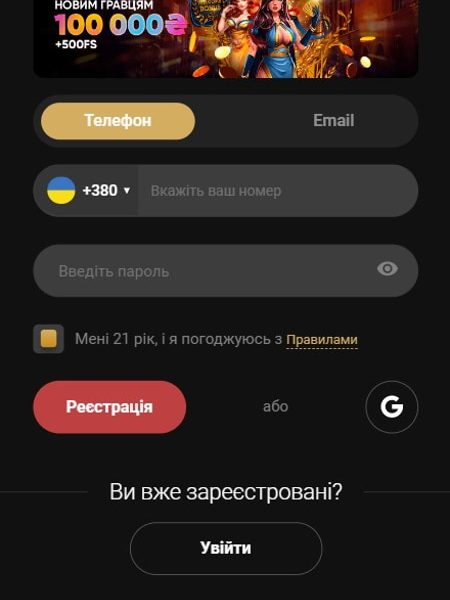 НОВИМ ГРАВЦЯМ
100 000₴
+500FS
Телефон
Email
+380 ▾ Вкажіть ваш номер
Введіть пароль
Мені 21 рік, і я погоджуюсь з Правилами
Реєстрація
або
G
Ви вже зареєстровані?
Увійти